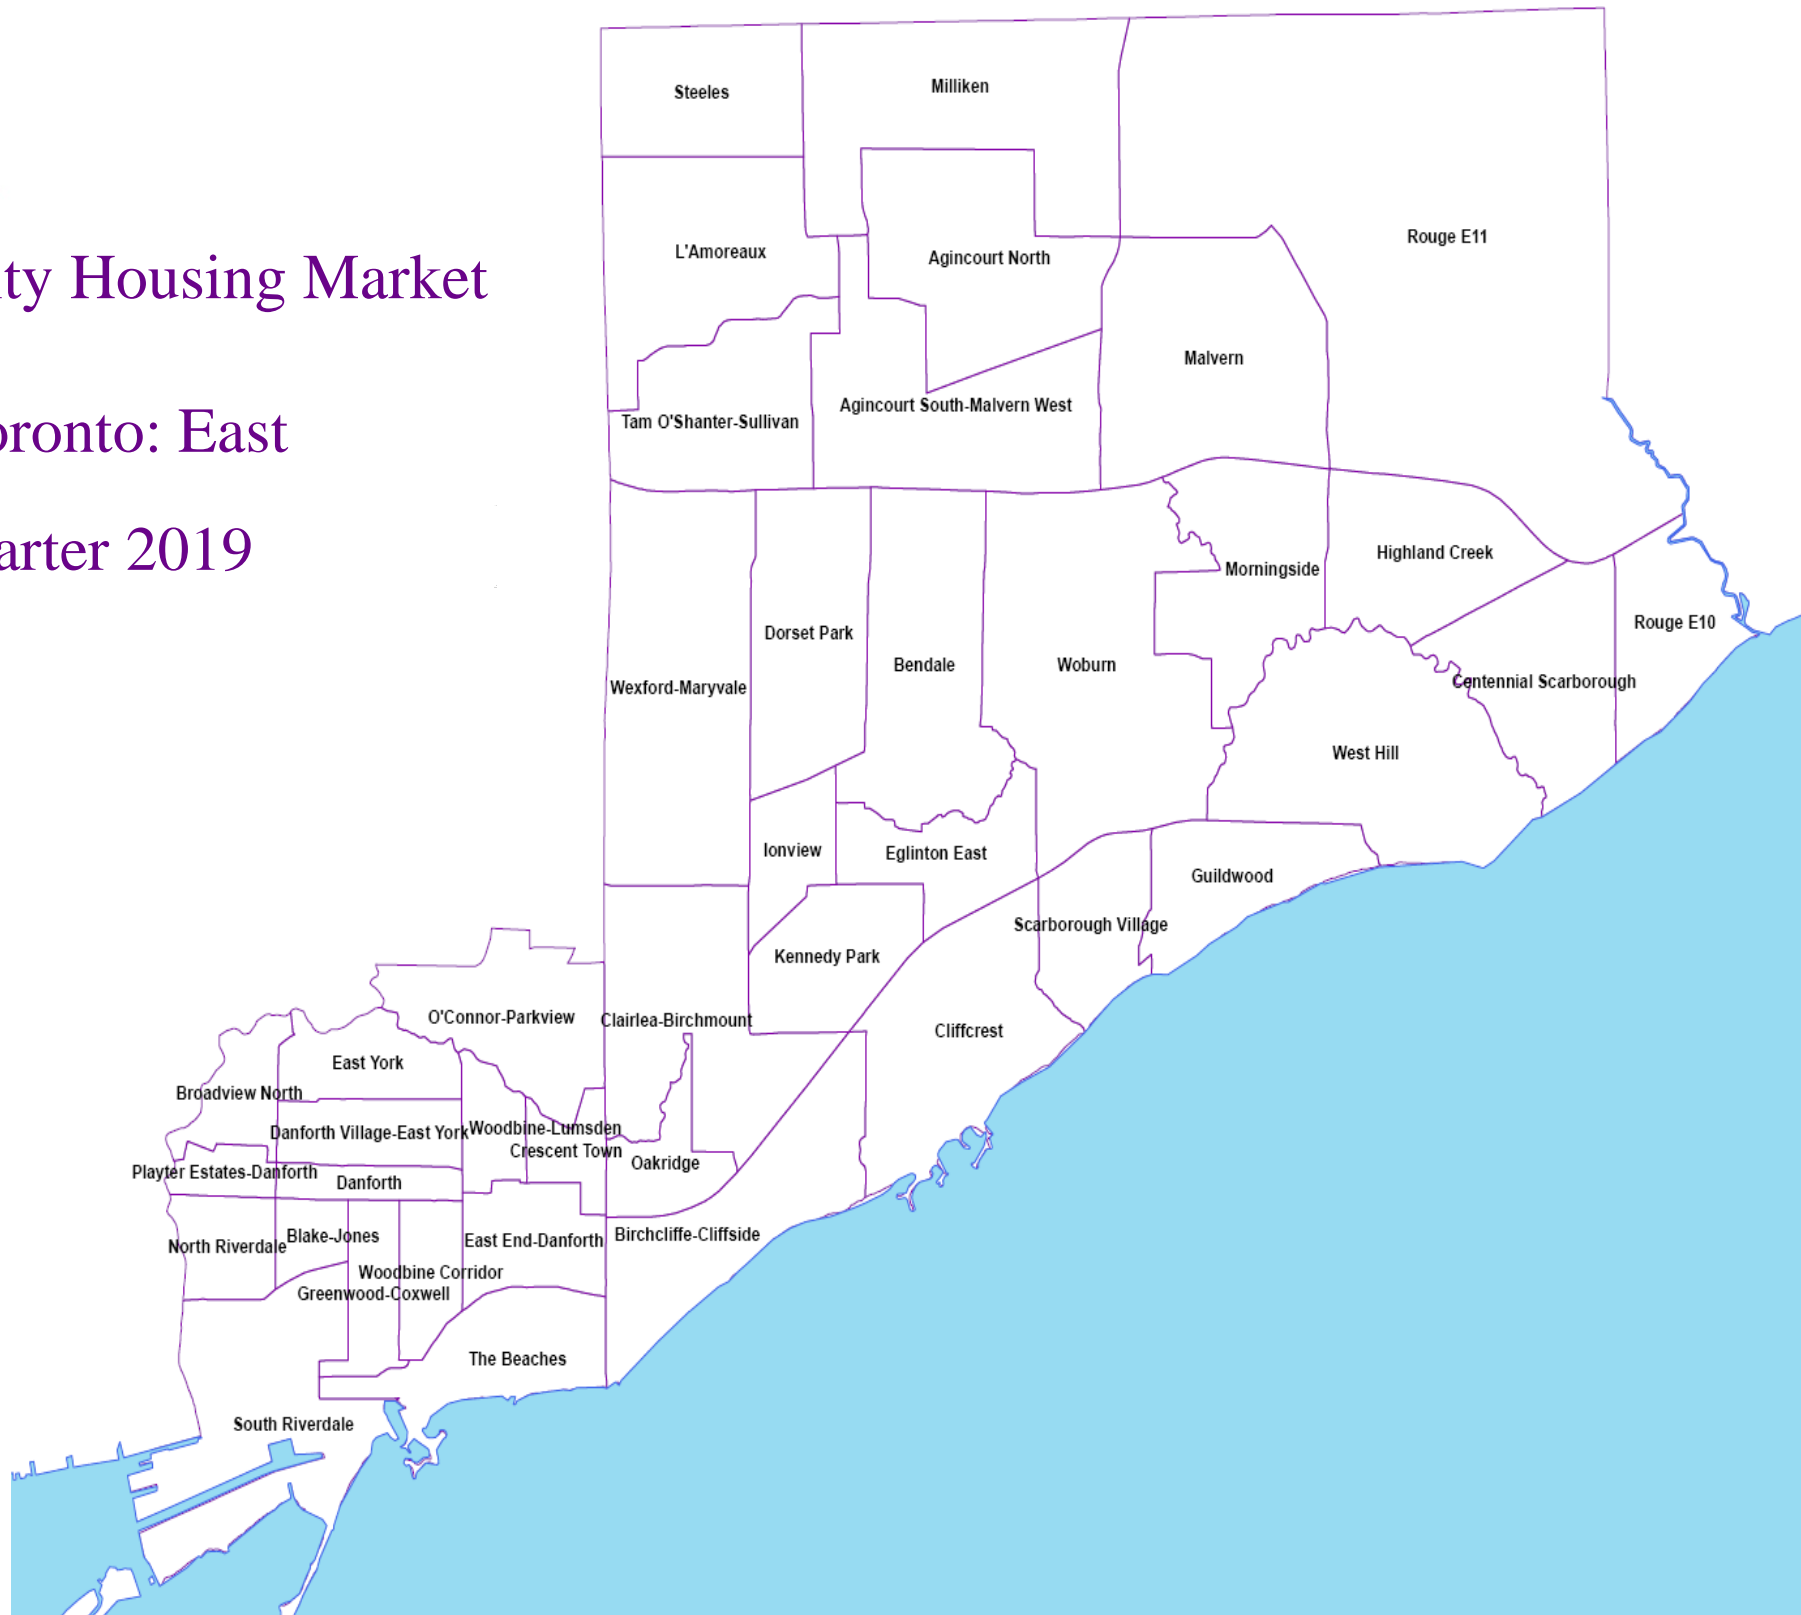 Steeles
Milliken
L'Amoreaux
Agincourt North
Rouge E11
ity Housing Market
Malvern
Agincourt South-Malvern West
Tam O'Shanter-Sullivan
oronto: East
arter 2019
Highland Creek
Morningside
Rouge E10
Dorset Park
Bendale
Woburn
Centennial Scarborough
Wexford-Maryvale
West Hill
Ionview
Eglinton East
Guildwood
Scarborough Village
Kennedy Park
O'Connor-Parkview
Clairlea-Birchmount
Cliffcrest
East York
Broadview North
Danforth Village-East York
Woodbine-Lumsden
Crescent Town
Oakridge
Playter Estates-Danforth
Danforth
Blake-Jones
North Riverdale
East End-Danforth
Birchcliffe-Cliffside
Woodbine Corridor
Greenwood-Coxwell
The Beaches
South Riverdale